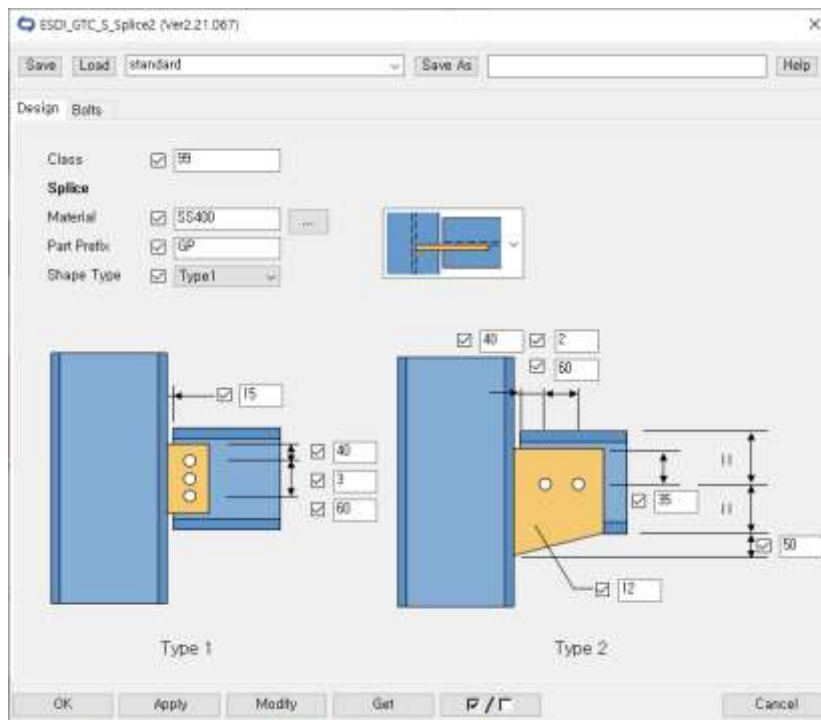 ESDI_GTC_S_Splice2 (Ver2.21.067)
Save Load standard Save As Help
Design Bolts
Class 99
Splice
Material SS400 ...
Part Prefix GP
Shape Type Type1
40 2
60
15
40
3
60
35
50
12
Type 1 Type 2
OK Apply Modify Get / Cancel